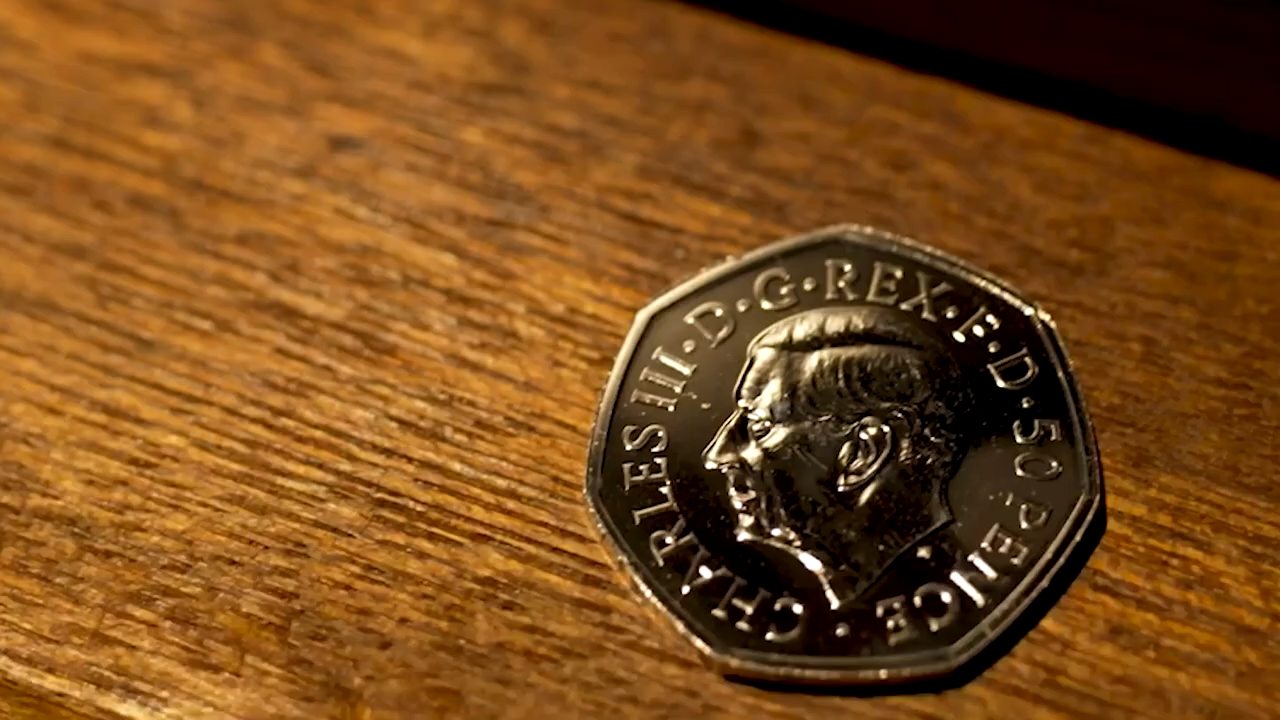 CHARLES III · D · G · REX · F · D · 50 PENCE ·